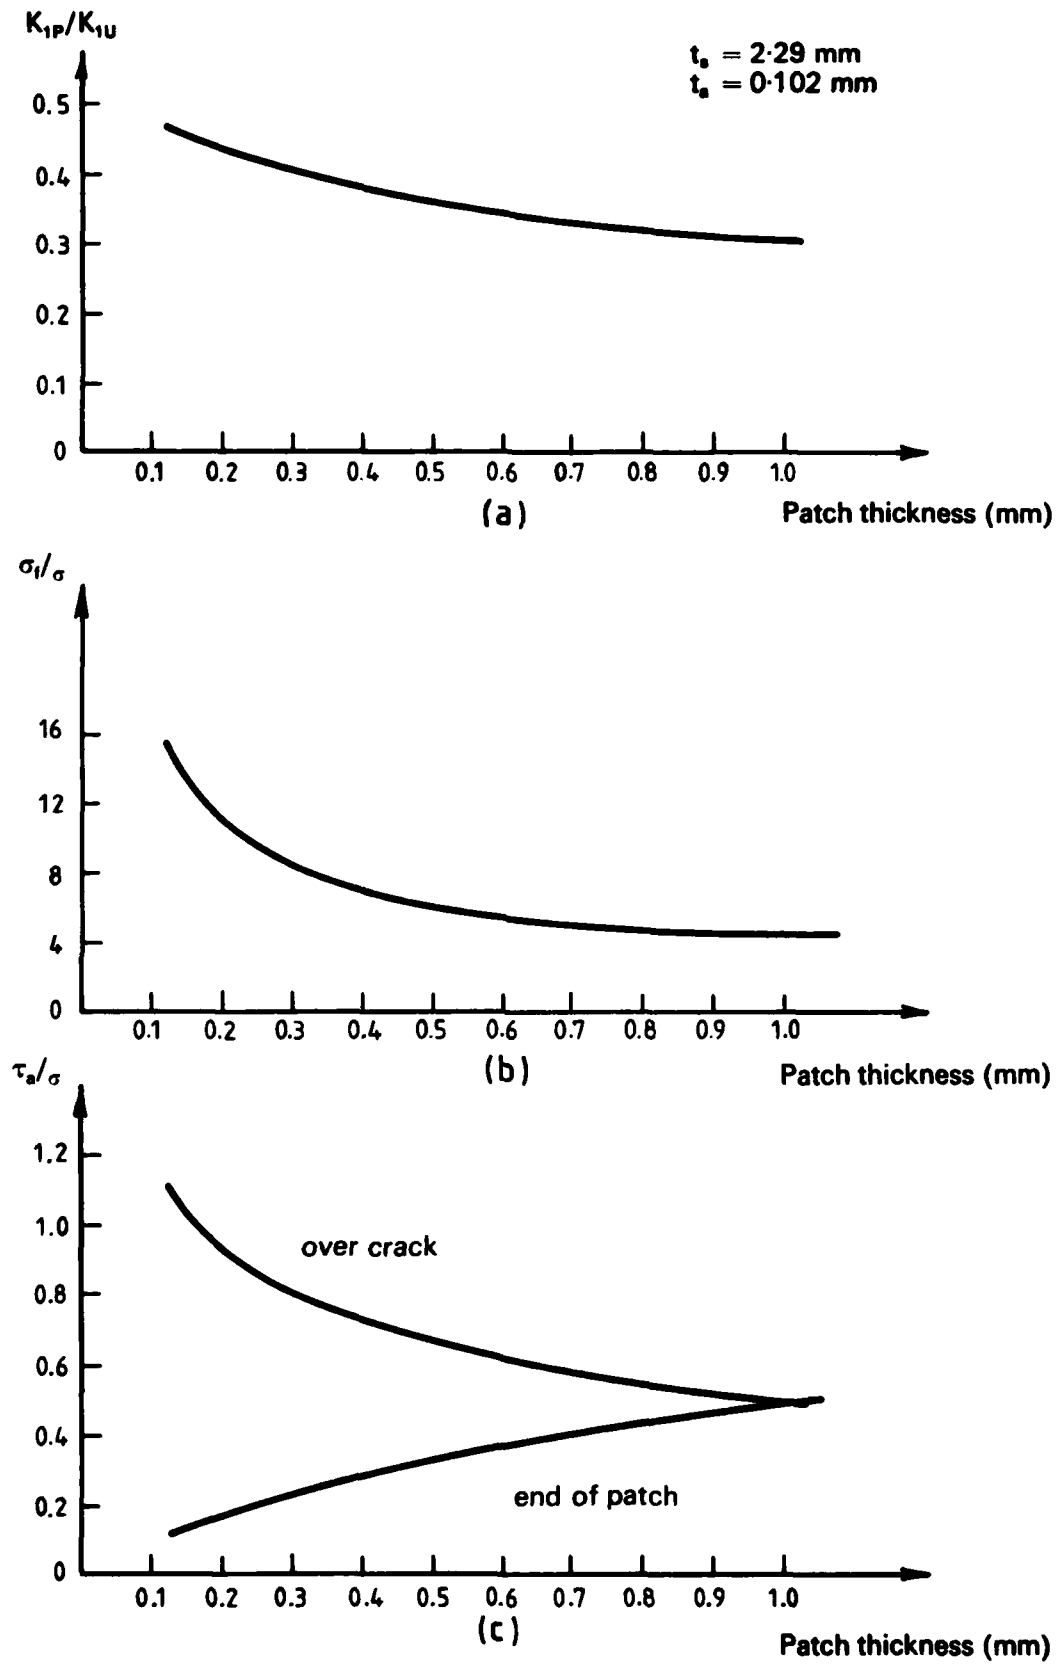 K₁P/K₁U
tₛ = 2·29 mm
tₐ = 0·102 mm
0.5
0.4
0.3
0.2
0.1
0
0.1 0.2 0.3 0.4 0.5 0.6 0.7 0.8 0.9 1.0
(a)
Patch thickness (mm)
σf/σ
16
12
8
4
0
0.1 0.2 0.3 0.4 0.5 0.6 0.7 0.8 0.9 1.0
(b)
Patch thickness (mm)
τₐ/σ
1.2
1.0
0.8
0.6
0.4
0.2
0
over crack
end of patch
0.1 0.2 0.3 0.4 0.5 0.6 0.7 0.8 0.9 1.0
(c)
Patch thickness (mm)